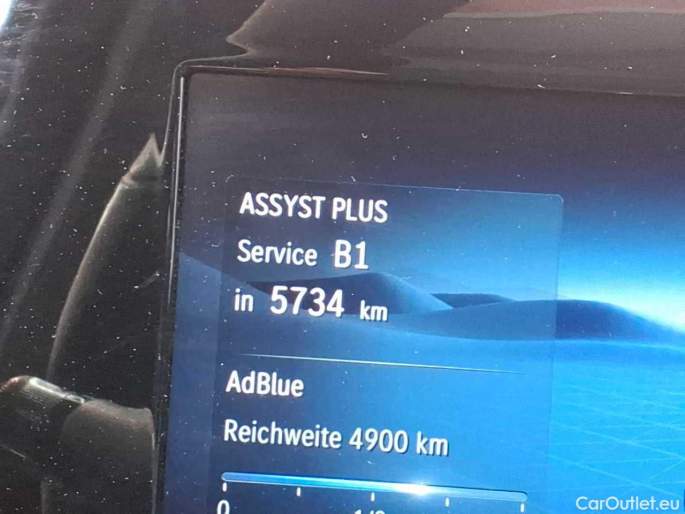 ASSYST PLUS
Service B1
in 5734 km
AdBlue
Reichweite 4900 km
0
CarOutlet.eu